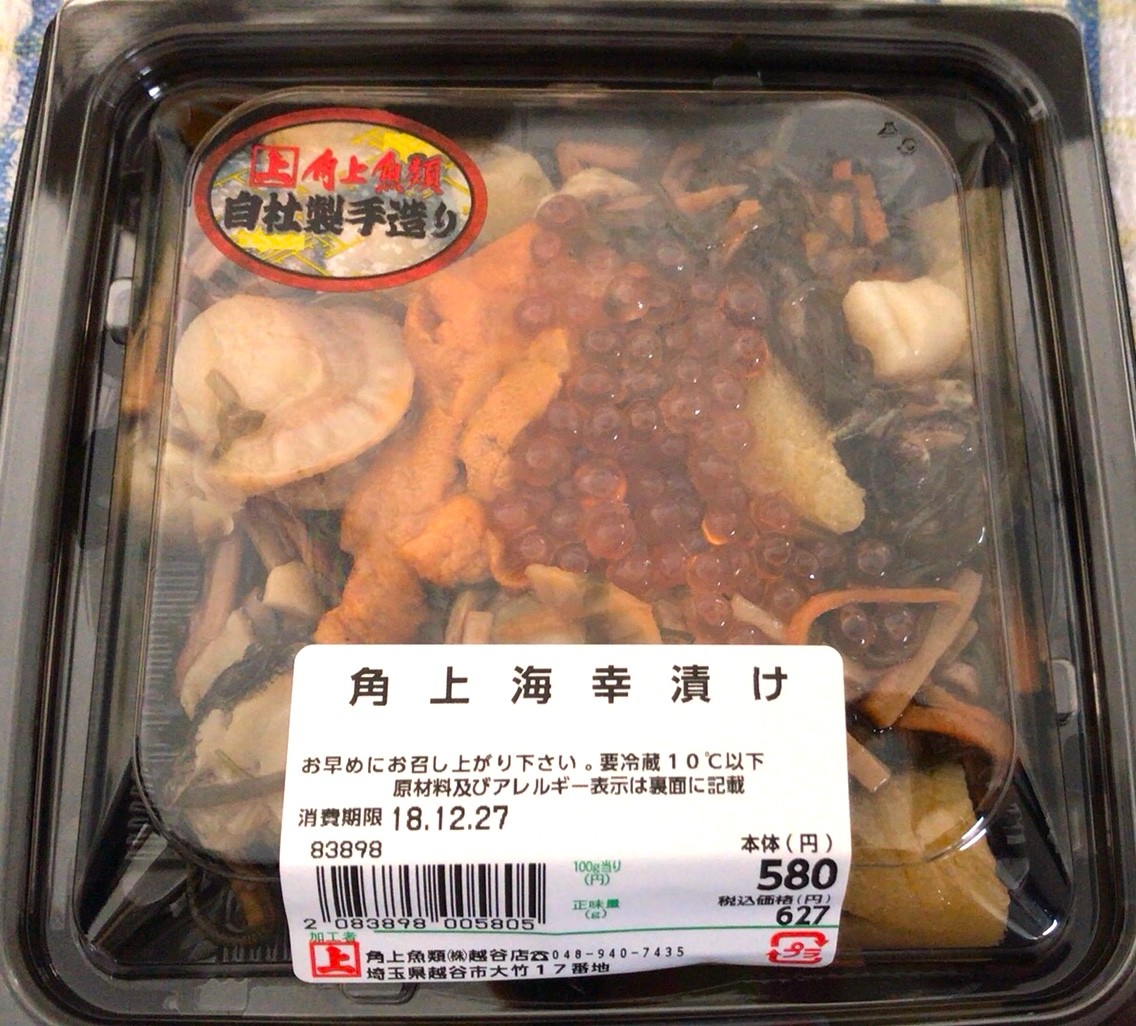 上 角上魚類
自社製手造り
角上海幸漬け
お早めにお召し上がり下さい。要冷蔵10℃以下
原材料及びアレルギー表示は裏面に記載
消費期限 18.12.27
83898
本体(円)
100g当り
(円)
580
税込価格(円)
正味量
(g)
627
2 083898 005805
加工者
上 角上魚類㈱越谷店☎048-940-7435
埼玉県越谷市大竹17番地
プラ